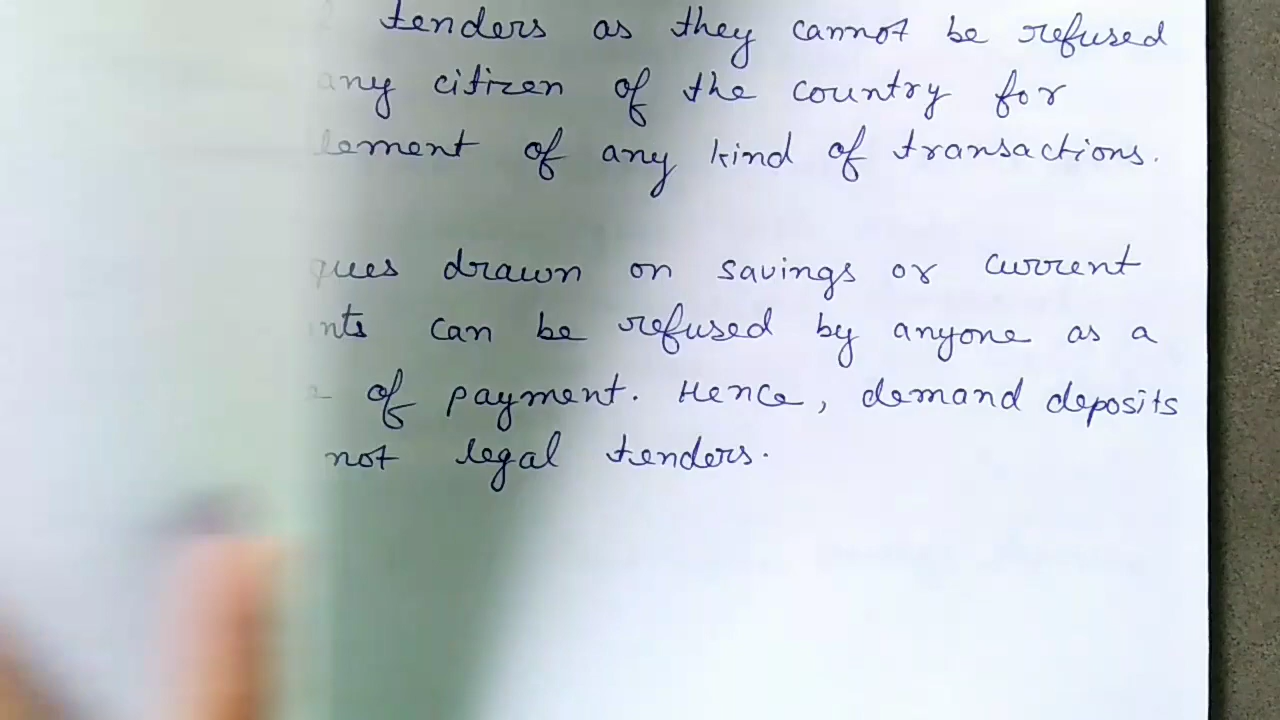 tenders as they cannot be refused
any citizen of the country for
of any kind of transactions.
drawn on savings or current
can be refused by anyone as a
of payment. Hence, demand deposits
not legal tenders.